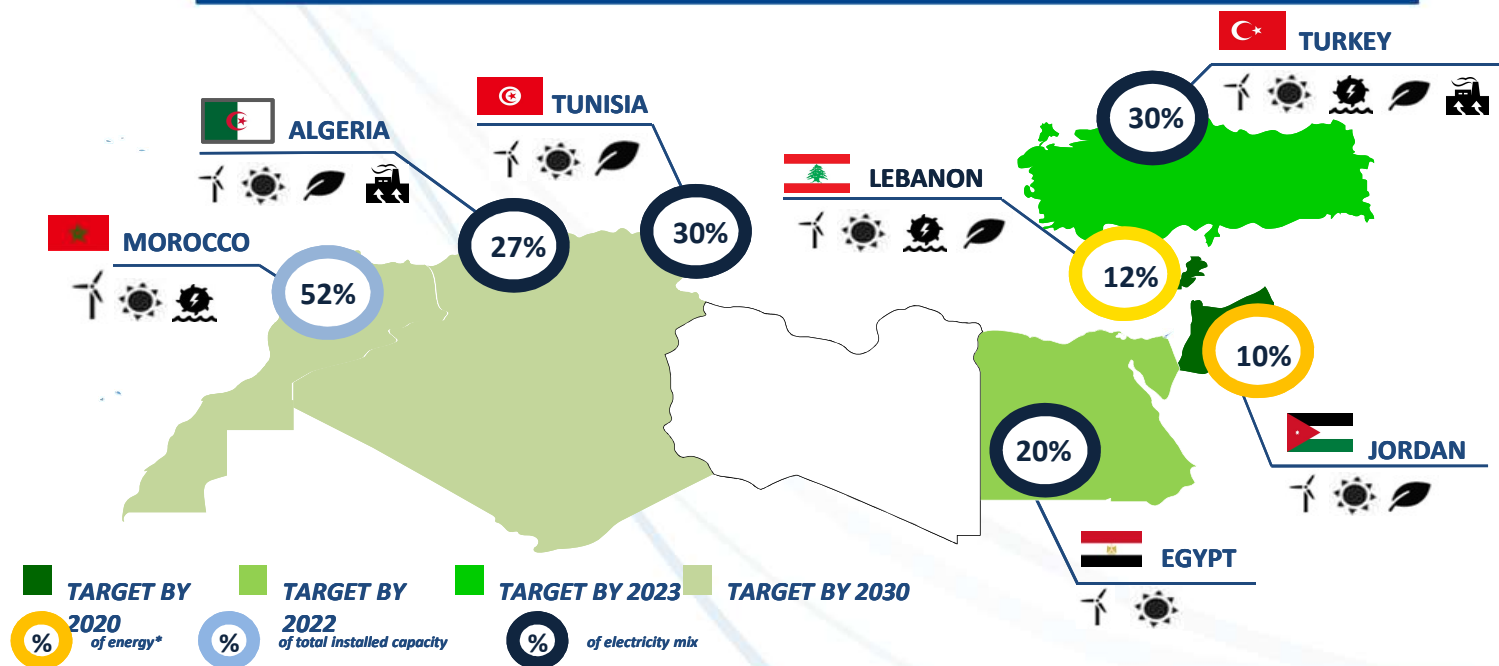 TURKEY
30%
TUNISIA
ALGERIA
LEBANON
MOROCCO
27%
30%
12%
52%
10%
20%
JORDAN
EGYPT
TARGET BY 2020
TARGET BY 2022
TARGET BY 2023
TARGET BY 2030
% of energy*
% of total installed capacity
% of electricity mix